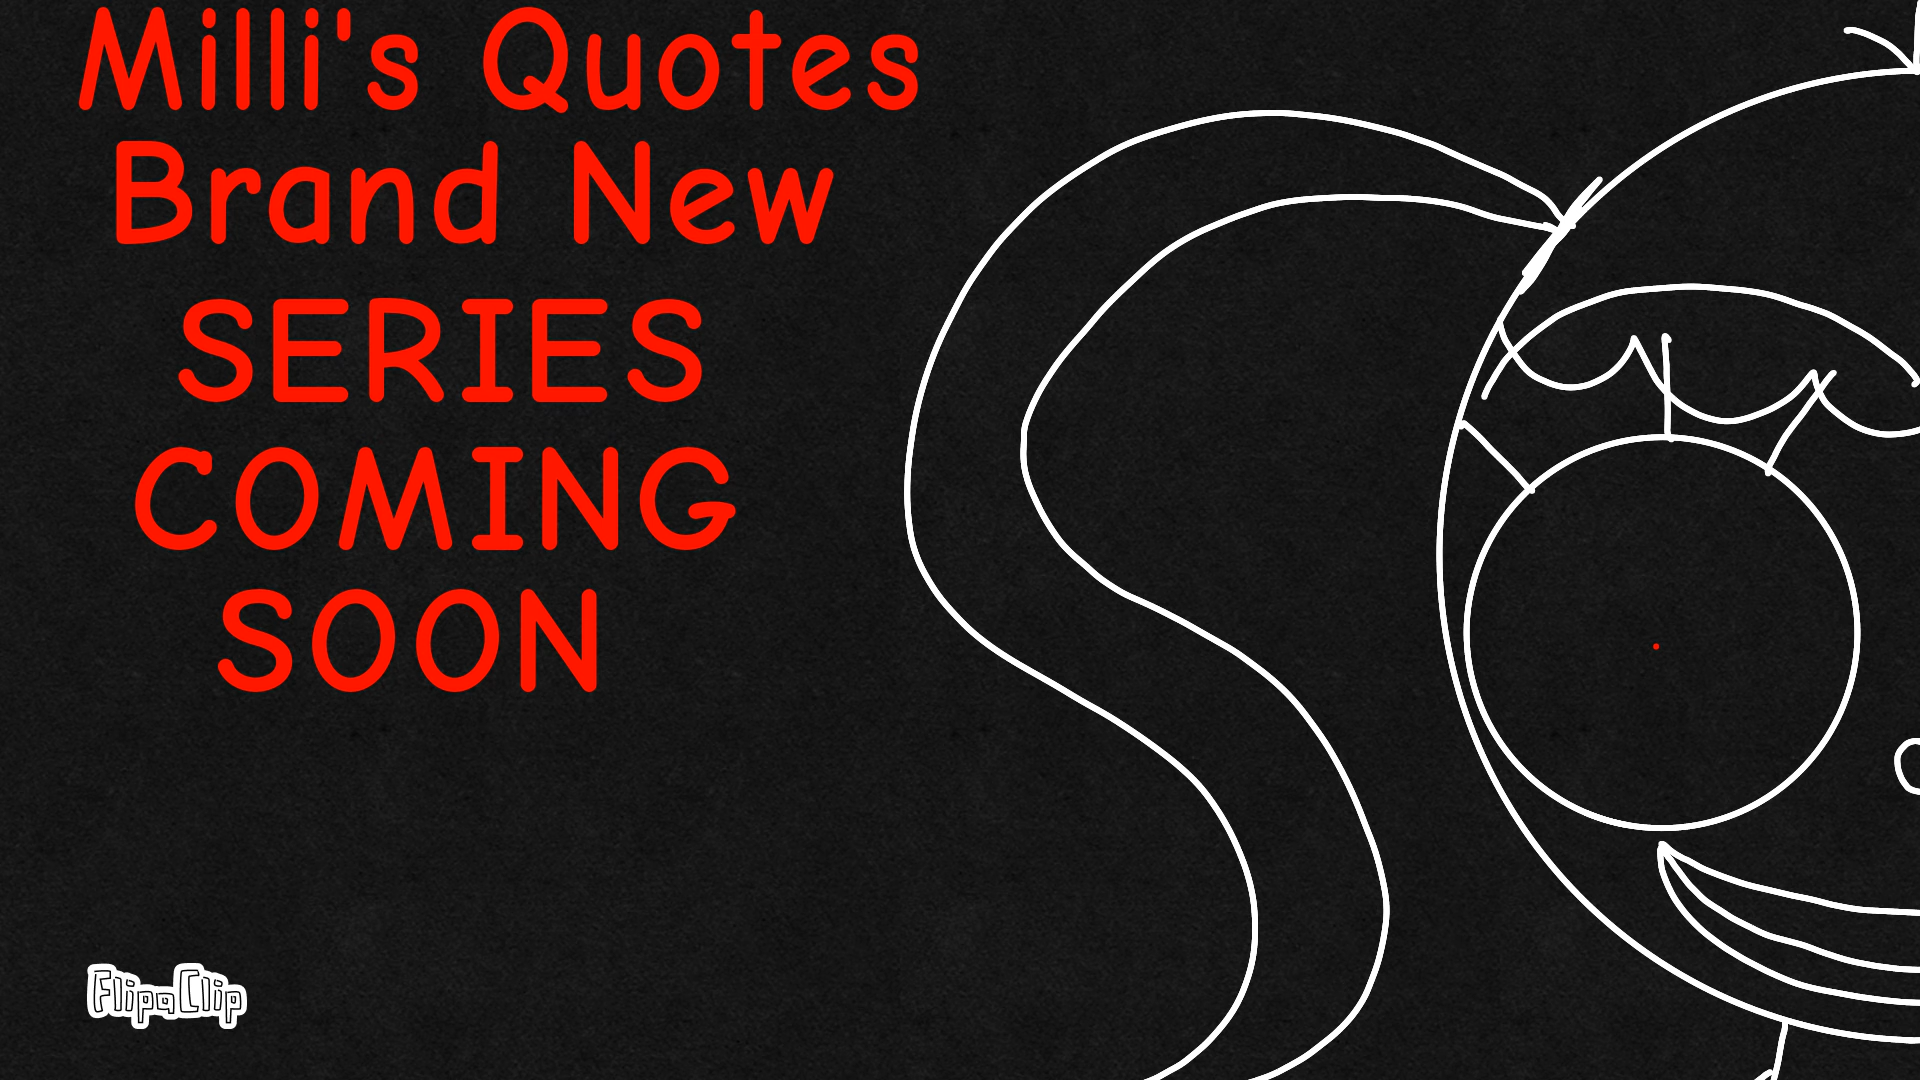 Milli's Quotes
Brand New
SERIES
COMING
SOON
FlipaClip